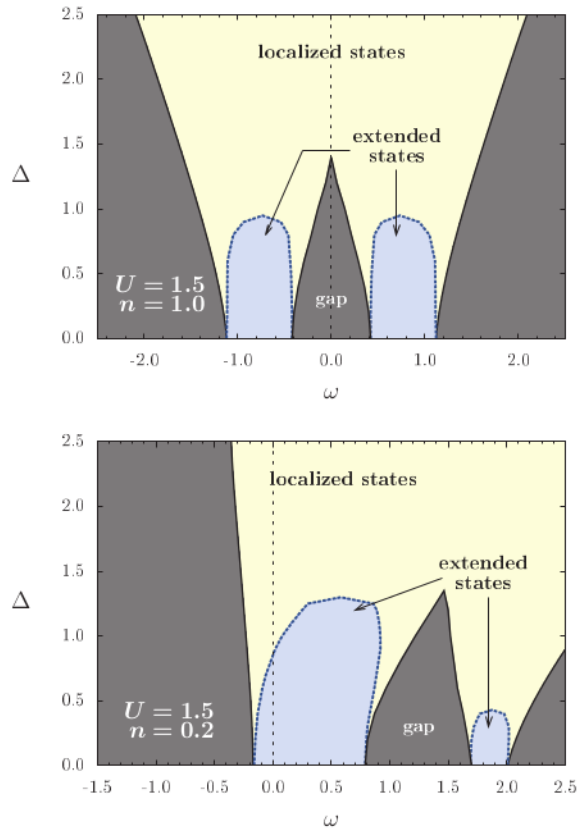 2.5
localized states
2.0
1.5
extended
states
Δ
1.0
0.5
U = 1.5
n = 1.0
gap
0.0
-2.0 -1.0 0.0 1.0 2.0
ω
2.5
localized states
2.0
1.5
extended
states
Δ
1.0
0.5
U = 1.5
n = 0.2
gap
0.0
-1.5 -1.0 -0.5 0.0 0.5 1.0 1.5 2.0 2.5
ω